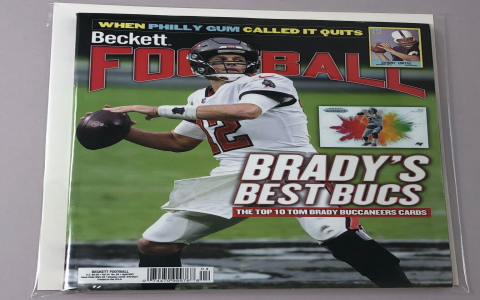 WHEN PHILLY GUM CALLED IT QUITS
Beckett
FOOTBALL
12
BRADY'S
BEST BUCS
THE TOP 10 TOM BRADY BUCCANEERS CARDS
BECKETT FOOTBALL